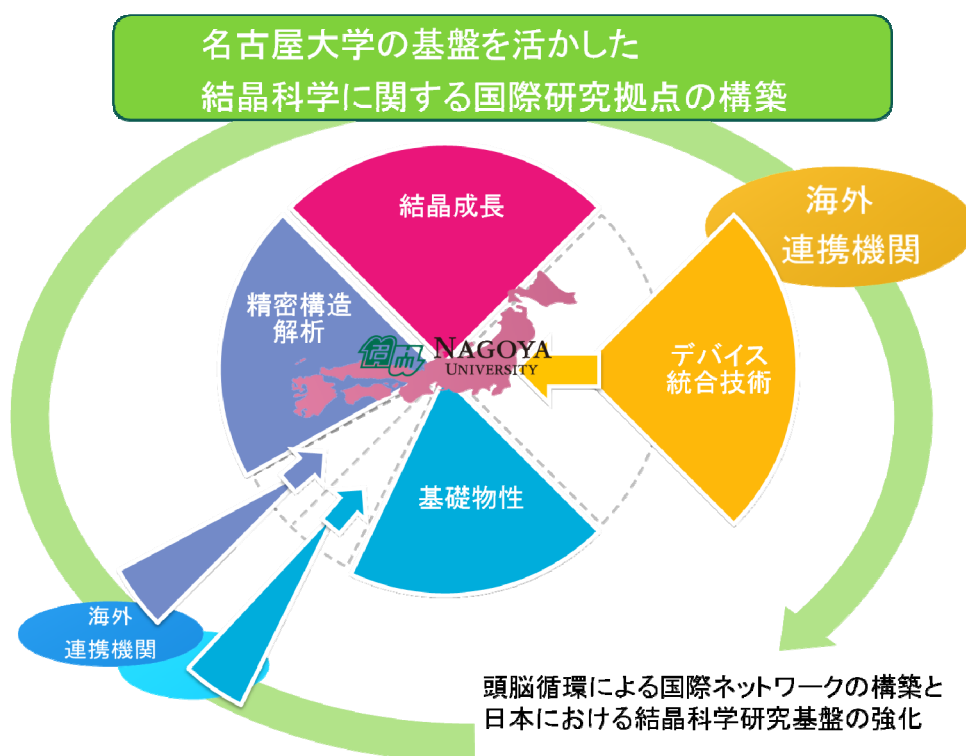 名古屋大学の基盤を活かした
結晶科学に関する国際研究拠点の構築
結晶成長
海外
連携機関
精密構造
解析
NAGOYA
UNIVERSITY
デバイス
統合技術
基礎物性
海外
連携機関
頭脳循環による国際ネットワークの構築と
日本における結晶科学研究基盤の強化